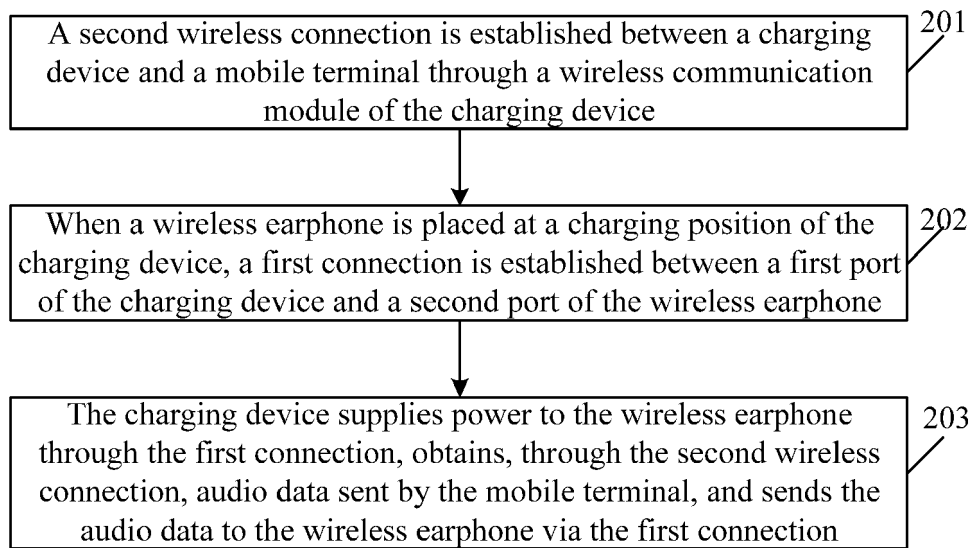 A second wireless connection is established between a charging
device and a mobile terminal through a wireless communication
module of the charging device
201
When a wireless earphone is placed at a charging position of the
charging device, a first connection is established between a first port
of the charging device and a second port of the wireless earphone
202
The charging device supplies power to the wireless earphone
through the first connection, obtains, through the second wireless
connection, audio data sent by the mobile terminal, and sends the
audio data to the wireless earphone via the first connection
203